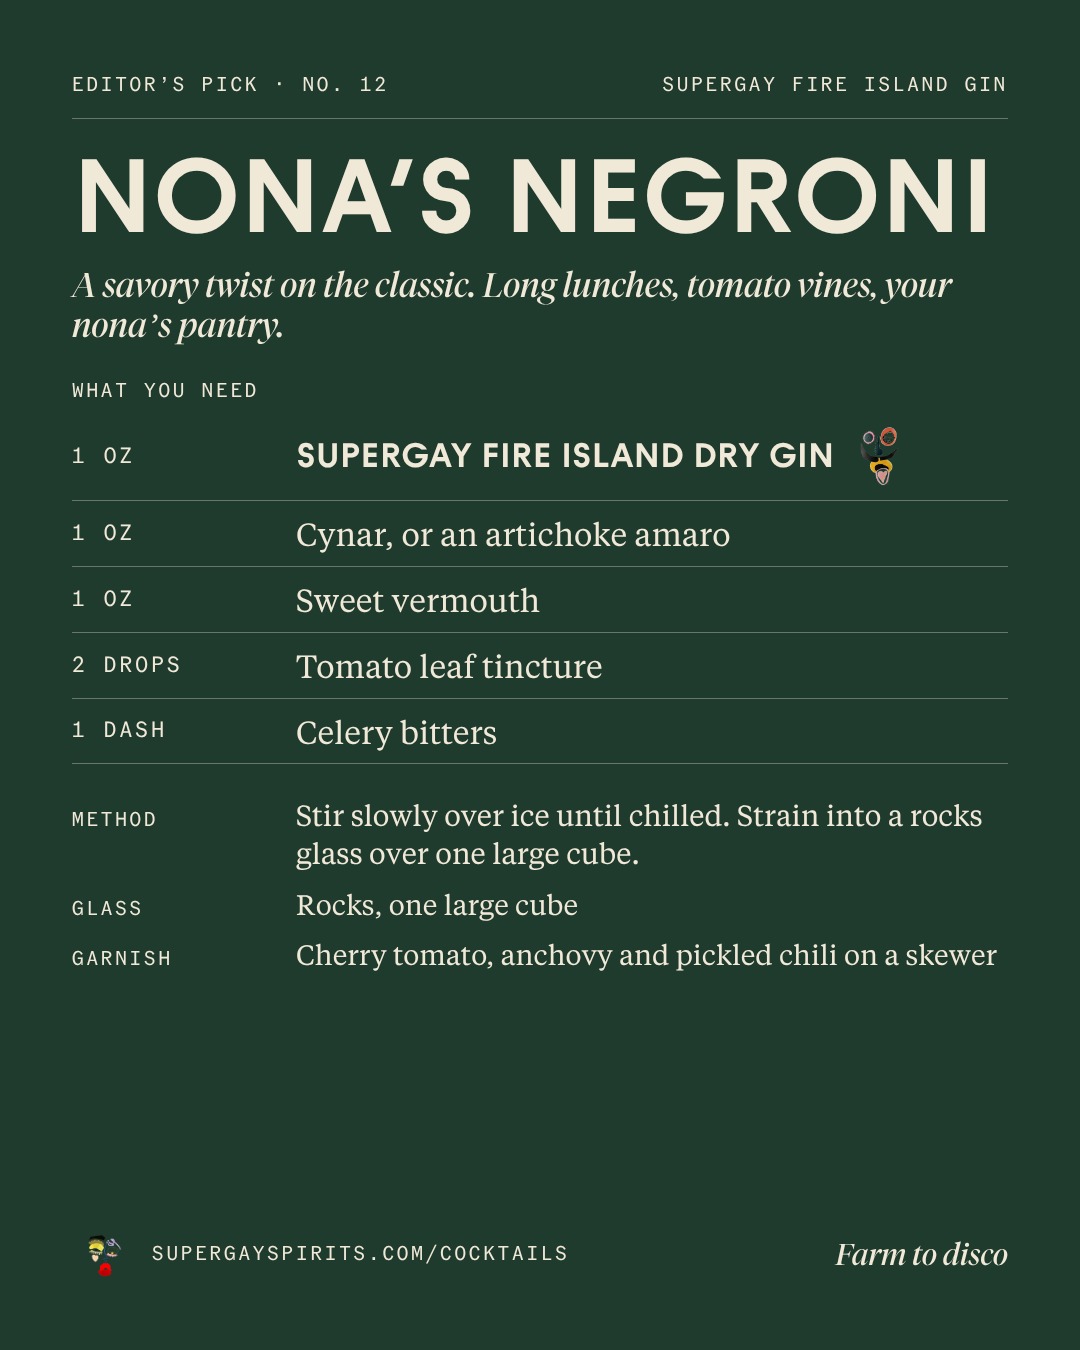 EDITOR’S PICK · NO. 12
SUPERGAY FIRE ISLAND GIN
NONA’S NEGRONI
A savory twist on the classic. Long lunches, tomato vines, your
nona’s pantry.
WHAT YOU NEED
1 OZ SUPERGAY FIRE ISLAND DRY GIN
1 OZ Cynar, or an artichoke amaro
1 OZ Sweet vermouth
2 DROPS Tomato leaf tincture
1 DASH Celery bitters
METHOD Stir slowly over ice until chilled. Strain into a rocks
glass over one large cube.
GLASS Rocks, one large cube
GARNISH Cherry tomato, anchovy and pickled chili on a skewer
SUPERGAYSPIRITS.COM/COCKTAILS
Farm to disco